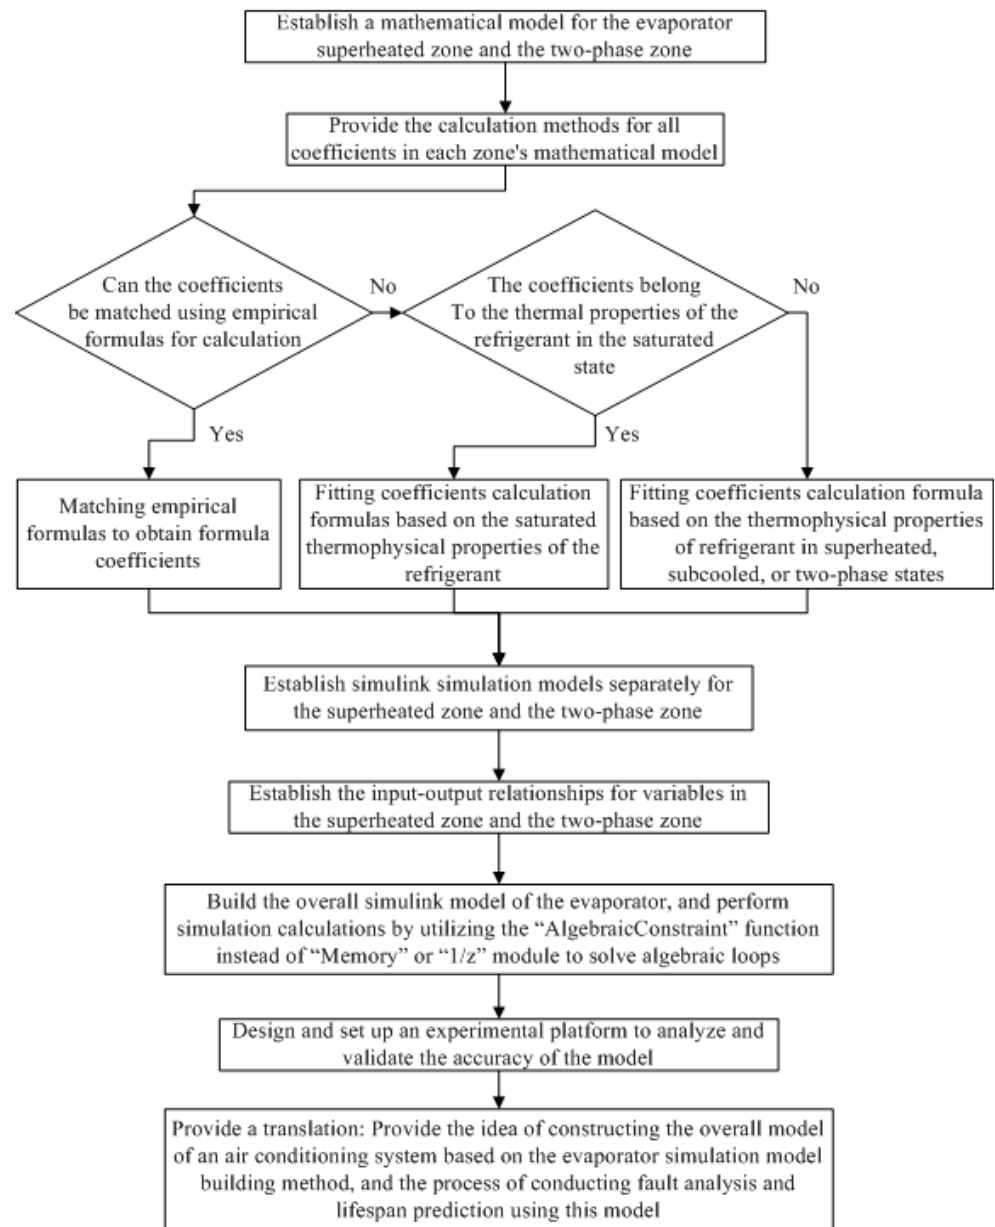 Establish a mathematical model for the evaporator
superheated zone and the two-phase zone
Provide the calculation methods for all
coefficients in each zone's mathematical model
Can the coefficients
be matched using empirical
formulas for calculation
No
The coefficients belong
To the thermal properties of the
refrigerant in the saturated
state
No
Yes
Yes
Matching empirical
formulas to obtain formula
coefficients
Fitting coefficients calculation
formulas based on the saturated
thermophysical properties of the
refrigerant
Fitting coefficients calculation formula
based on the thermophysical properties
of refrigerant in superheated,
subcooled, or two-phase states
Establish simulink simulation models separately for
the superheated zone and the two-phase zone
Establish the input-output relationships for variables in
the superheated zone and the two-phase zone
Build the overall simulink model of the evaporator, and perform
simulation calculations by utilizing the “AlgebraicConstraint” function
instead of “Memory” or “1/z” module to solve algebraic loops
Design and set up an experimental platform to analyze and
validate the accuracy of the model
Provide a translation: Provide the idea of constructing the overall model
of an air conditioning system based on the evaporator simulation model
building method, and the process of conducting fault analysis and
lifespan prediction using this model